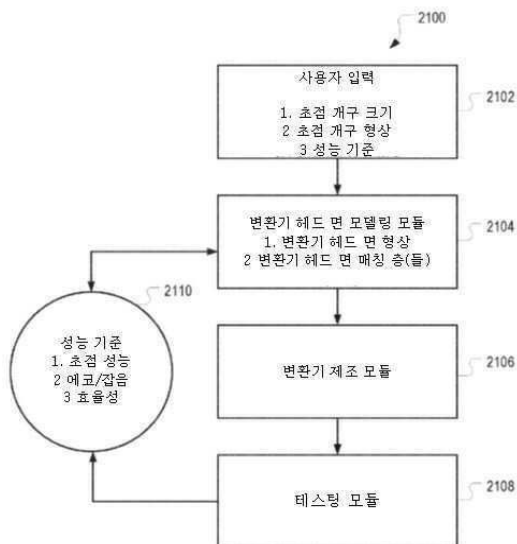 2100
사용자 입력
2102
1. 초점 개구 크기
2 초점 개구 형상
3 성능 기준
변환기 헤드 면 모델링 모듈
2104
1. 변환기 헤드 면 형상
2 변환기 헤드 면 매칭 층(들)
2110
성능 기준
1. 초점 성능
2 에코/잡음
3 효율성
변환기 제조 모듈
2106
테스팅 모듈
2108